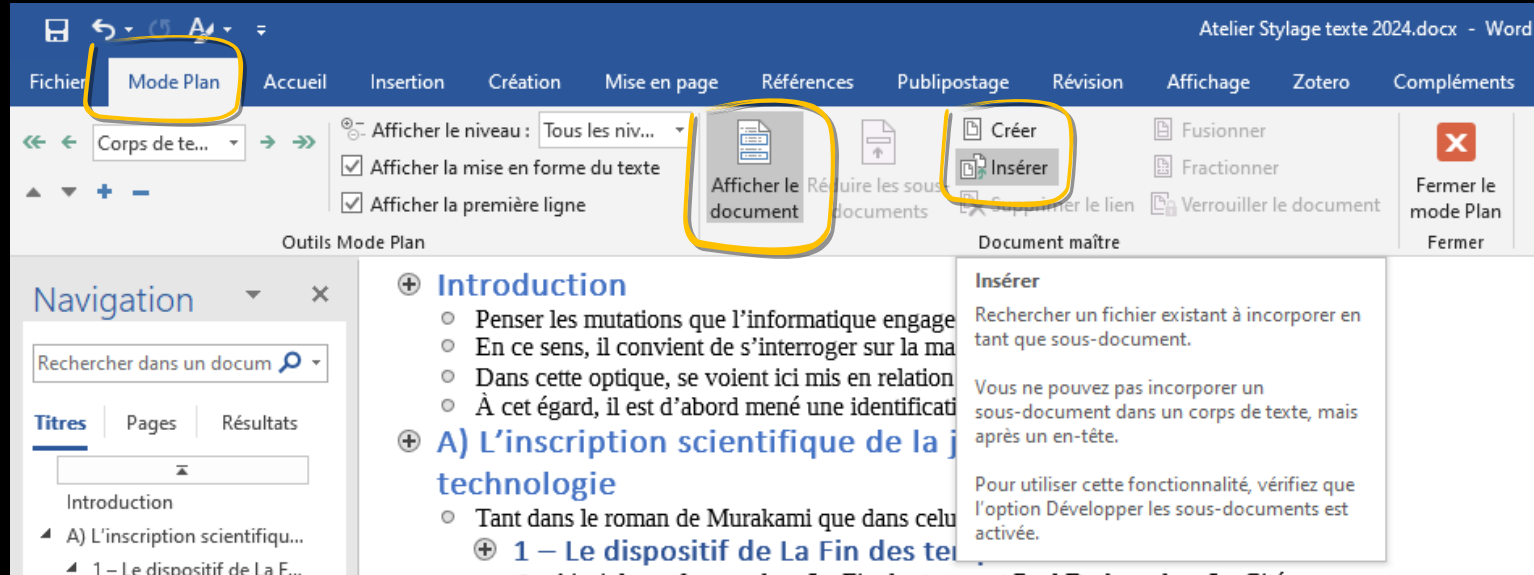 Atelier Stylage texte 2024.docx - Word
Fichier Mode Plan Accueil Insertion Création Mise en page Références Publipostage Révision Affichage Zotero Compléments
Corps de te...
Afficher le niveau : Tous les niv...
Afficher la mise en forme du texte
Afficher la première ligne
Outils Mode Plan
Afficher le
document
Réduire les sous-
documents
Créer
Insérer
Supprimer le lien
Fusionner
Fractionner
Verrouiller le document
Document maître
Fermer le
mode Plan
Fermer
Navigation
Rechercher dans un docum
Titres Pages Résultats
Introduction
A) L'inscription scientifiqu...
1 – Le dispositif de La F...
Introduction
Penser les mutations que l’informatique engage
En ce sens, il convient de s’interroger sur la ma
Dans cette optique, se voient ici mis en relation
À cet égard, il est d’abord mené une identificati
A) L’inscription scientifique de la j
technologie
Tant dans le roman de Murakami que dans celu
1 – Le dispositif de La Fin des te
Insérer
Rechercher un fichier existant à incorporer en
tant que sous-document.
Vous ne pouvez pas incorporer un
sous-document dans un corps de texte, mais
après un en-tête.
Pour utiliser cette fonctionnalité, vérifiez que
l'option Développer les sous-documents est
activée.